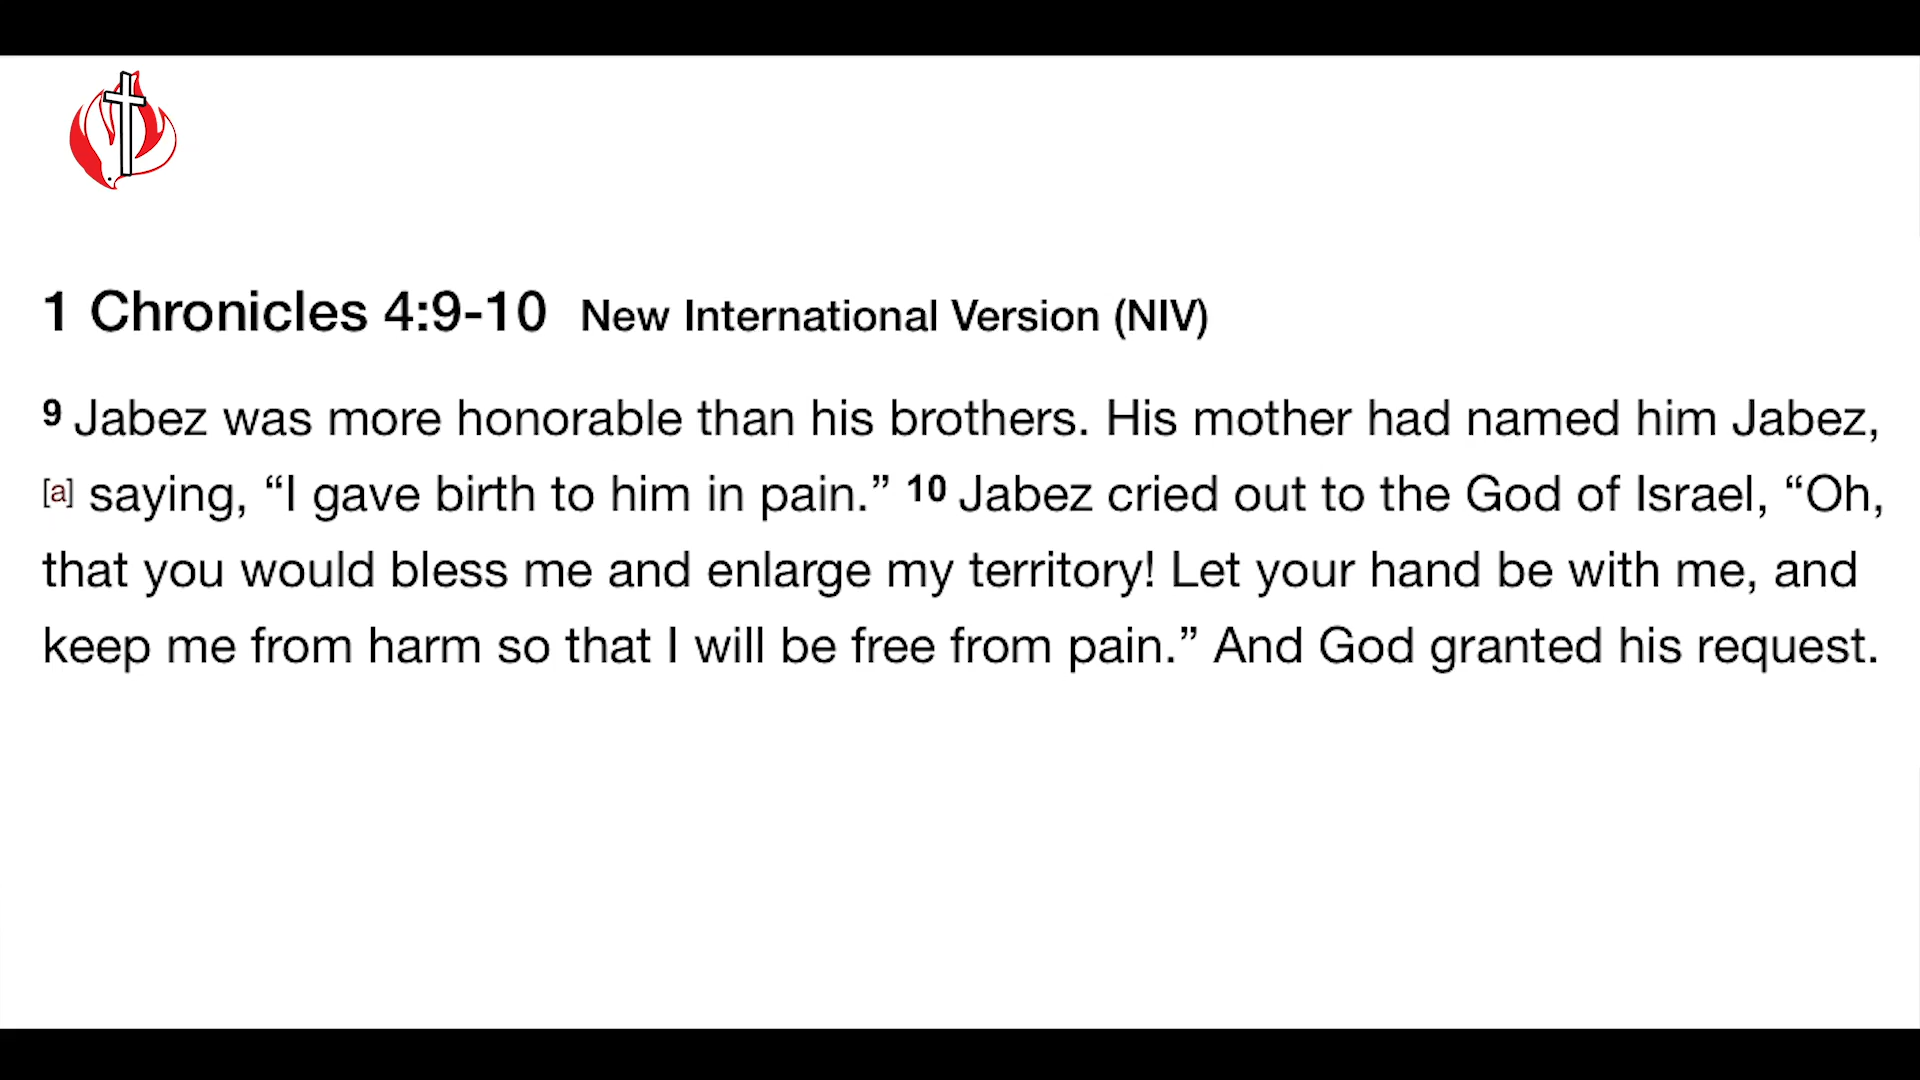 1 Chronicles 4:9-10 New International Version (NIV)
9 Jabez was more honorable than his brothers. His mother had named him Jabez,
[a] saying, “I gave birth to him in pain.” 10 Jabez cried out to the God of Israel, “Oh,
that you would bless me and enlarge my territory! Let your hand be with me, and
keep me from harm so that I will be free from pain.” And God granted his request.